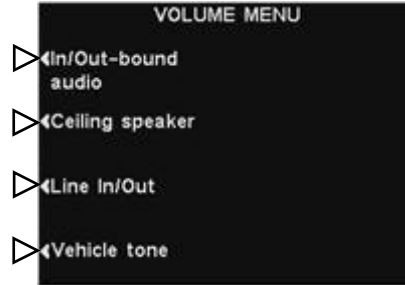 VOLUME MENU
In/Out-bound
audio
Ceiling speaker
Line In/Out
Vehicle tone